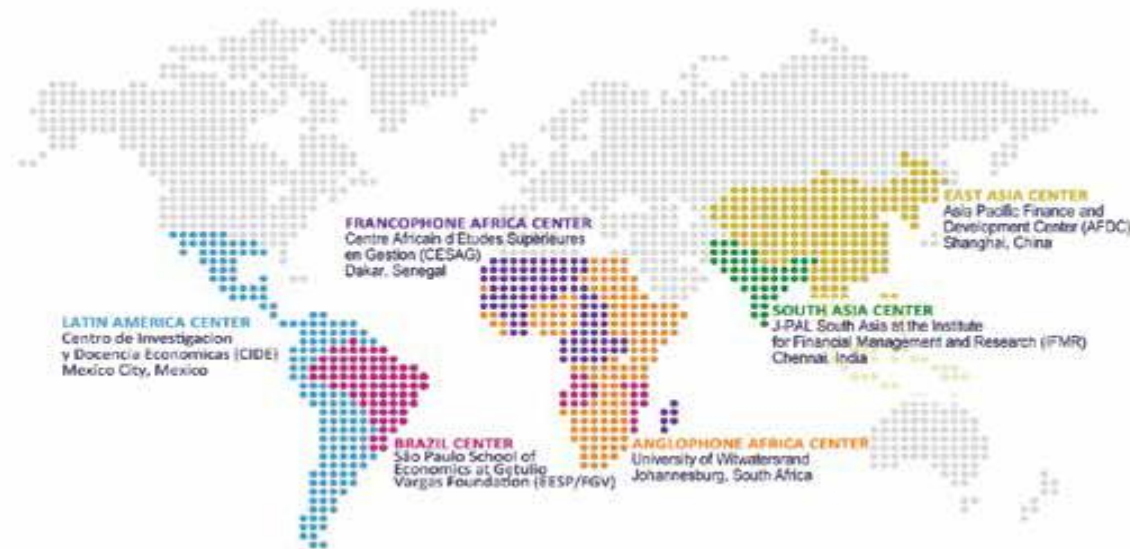 EAST ASIA CENTER
Asia Pacific Finance and
Development Center (AFDC)
Shanghai, China
FRANCOPHONE AFRICA CENTER
Centre Africain d'Etudes Supérieures
en Gestion (CESAG)
Dakar, Senegal
SOUTH ASIA CENTER
J-PAL South Asia at the Institute
for Financial Management and Research (IFMR)
Chennai, India
LATIN AMERICA CENTER
Centro de Investigacion
y Docencia Economicas (CIDE)
Mexico City, Mexico
BRAZIL CENTER
São Paulo School of
Economics at Getulio
Vargas Foundation (EESP/FGV)
ANGLOPHONE AFRICA CENTER
University of Witwatersrand
Johannesburg, South Africa